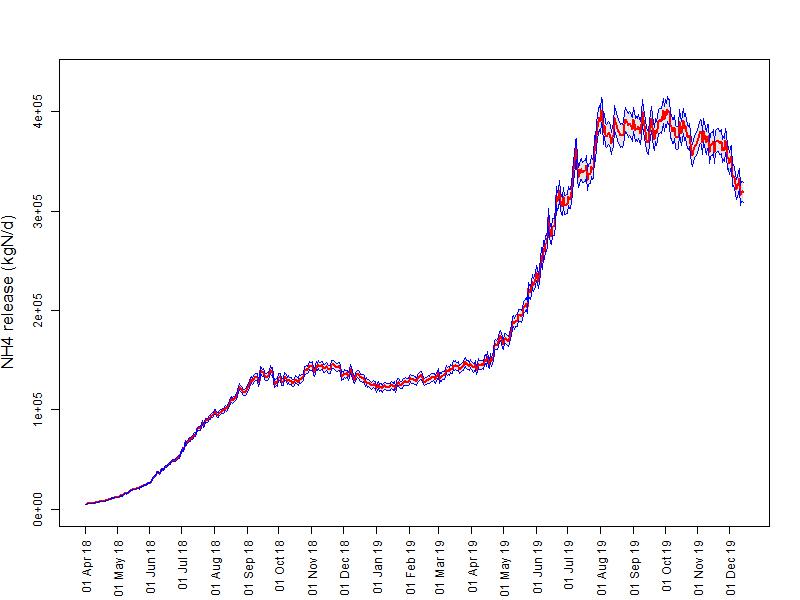 NH4 release (kgN/d)
4e+05
3e+05
2e+05
1e+05
0e+00
01 Apr 18
01 May 18
01 Jun 18
01 Jul 18
01 Aug 18
01 Sep 18
01 Oct 18
01 Nov 18
01 Dec 18
01 Jan 19
01 Feb 19
01 Mar 19
01 Apr 19
01 May 19
01 Jun 19
01 Jul 19
01 Aug 19
01 Sep 19
01 Oct 19
01 Nov 19
01 Dec 19